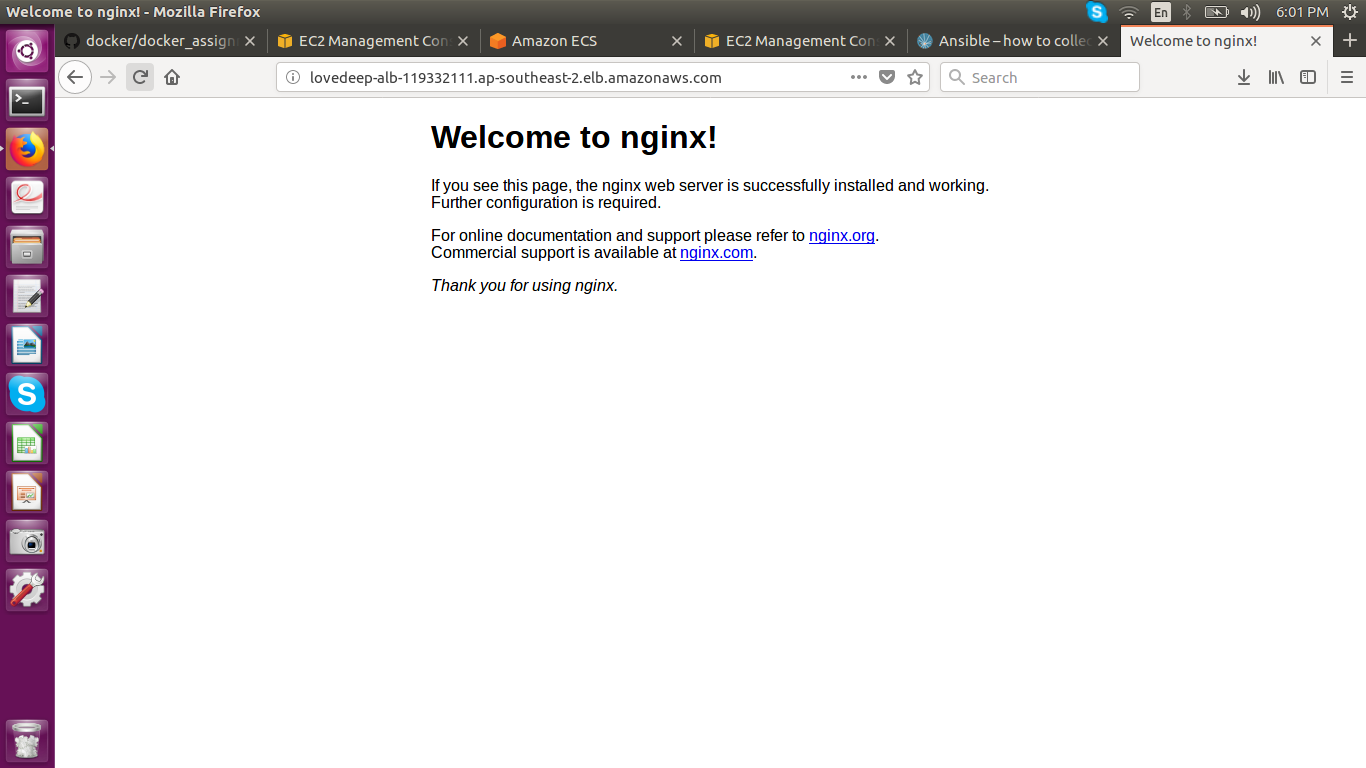 Welcome to nginx! - Mozilla Firefox
En
6:01 PM
docker/docker_assign
EC2 Management Con
Amazon ECS
EC2 Management Con
Ansible – how to collec
Welcome to nginx!
lovedeep-alb-119332111.ap-southeast-2.elb.amazonaws.com
Search
Welcome to nginx!
If you see this page, the nginx web server is successfully installed and working.
Further configuration is required.
For online documentation and support please refer to nginx.org.
Commercial support is available at nginx.com.
Thank you for using nginx.